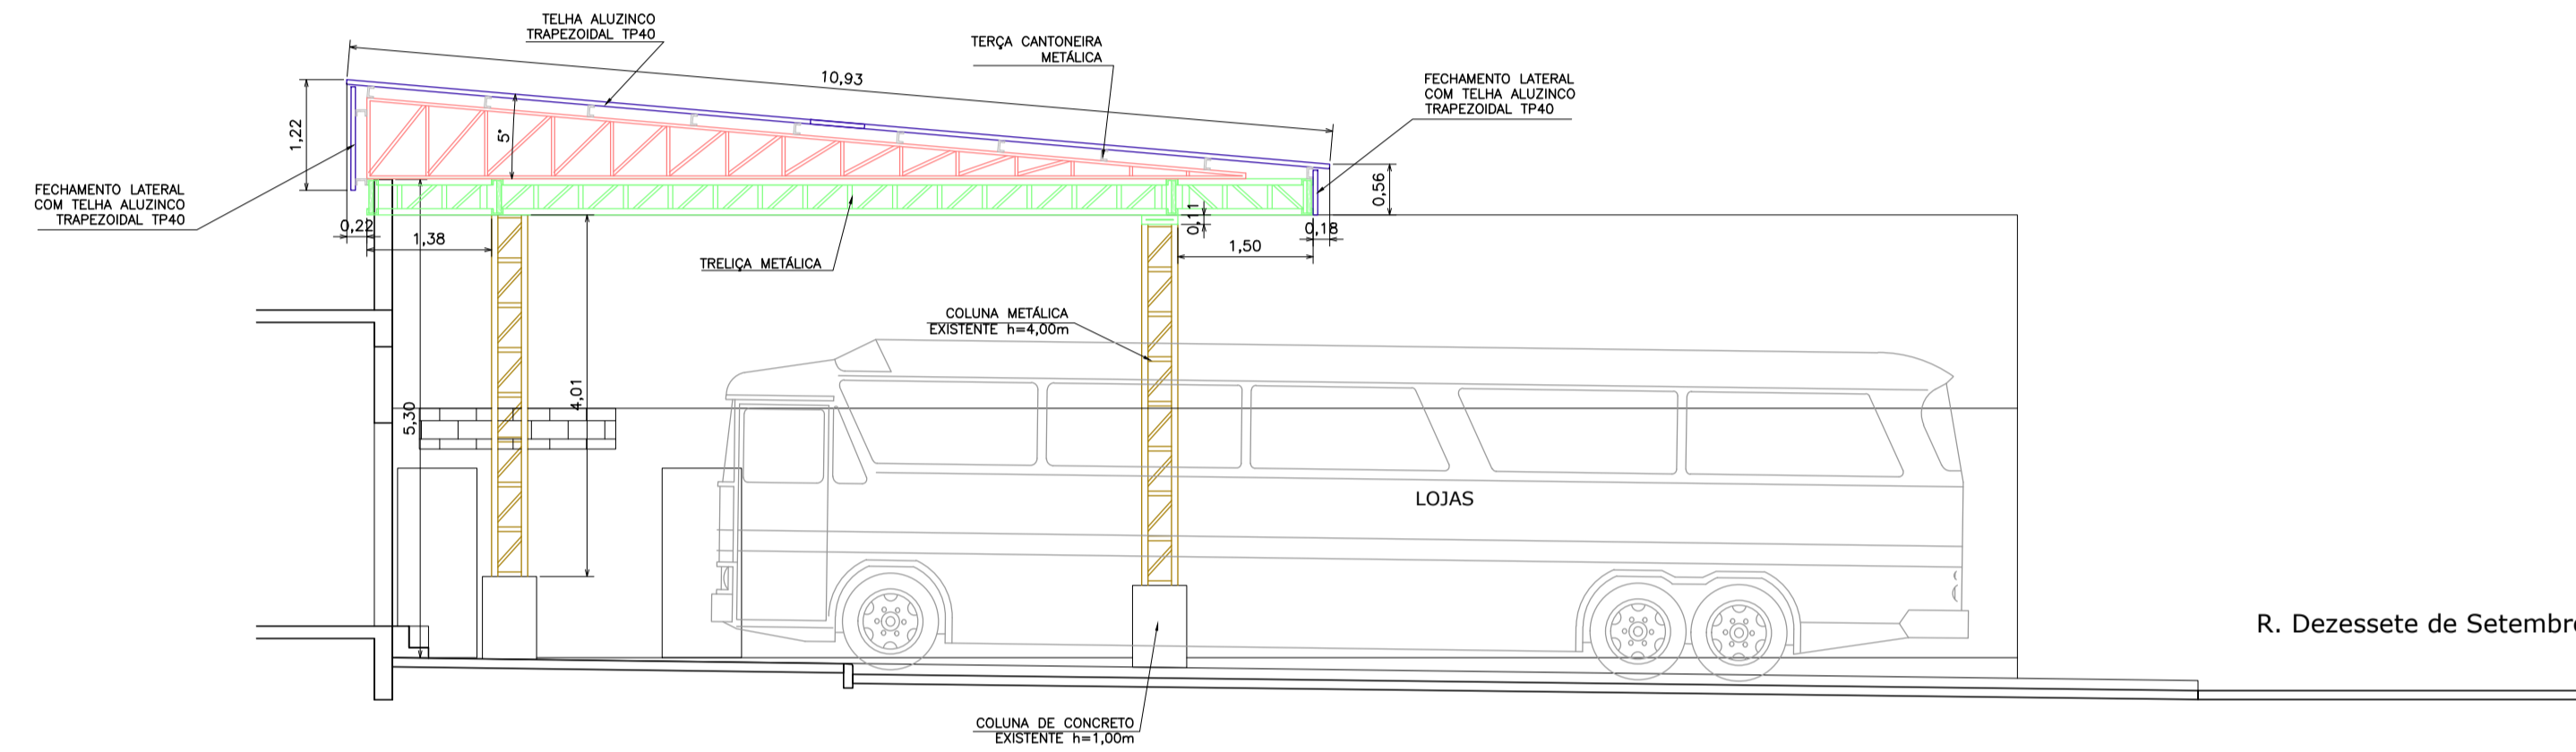 TELHA ALUZINCO
TRAPEZOIDAL TP40
TERÇA CANTONEIRA
METÁLICA
10,93
FECHAMENTO LATERAL
COM TELHA ALUZINCO
TRAPEZOIDAL TP40
1,22
5°
FECHAMENTO LATERAL
COM TELHA ALUZINCO
TRAPEZOIDAL TP40
0,56
0,22
1,38
0,11
0,18
1,50
TRELIÇA METÁLICA
COLUNA METÁLICA
EXISTENTE h=4,00m
4,01
5,30
LOJAS
R. Dezessete de Setembro
COLUNA DE CONCRETO
EXISTENTE h=1,00m